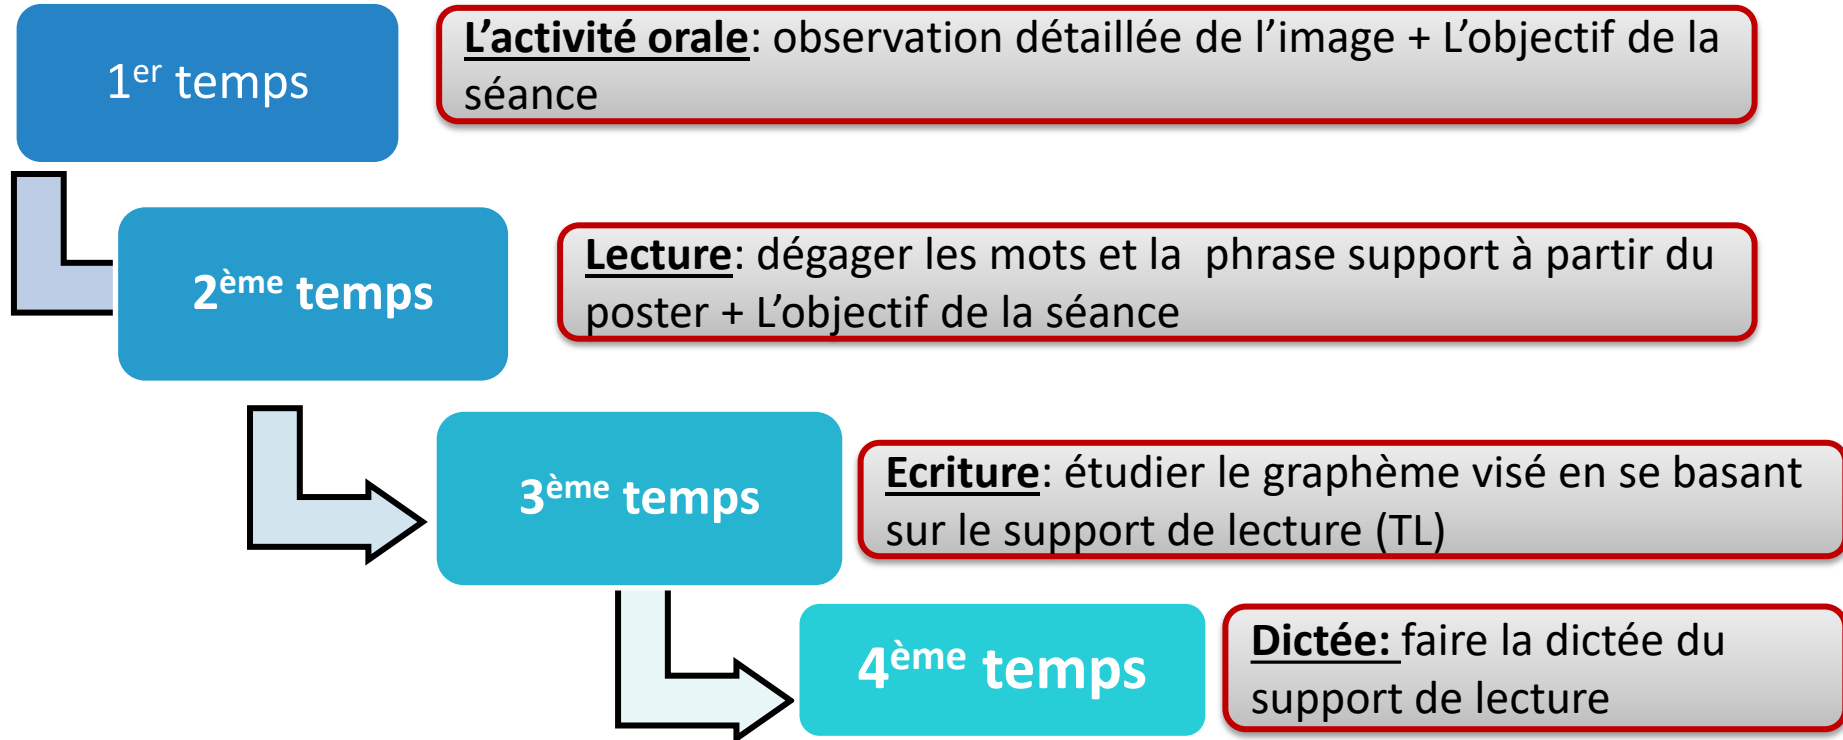 1er temps
L’activité orale: observation détaillée de l’image + L’objectif de la
séance
2ème temps
Lecture: dégager les mots et la  phrase support à partir du
poster + L’objectif de la séance
3ème temps
Ecriture: étudier le graphème visé en se basant
sur le support de lecture (TL)
4ème temps
Dictée: faire la dictée du
support de lecture